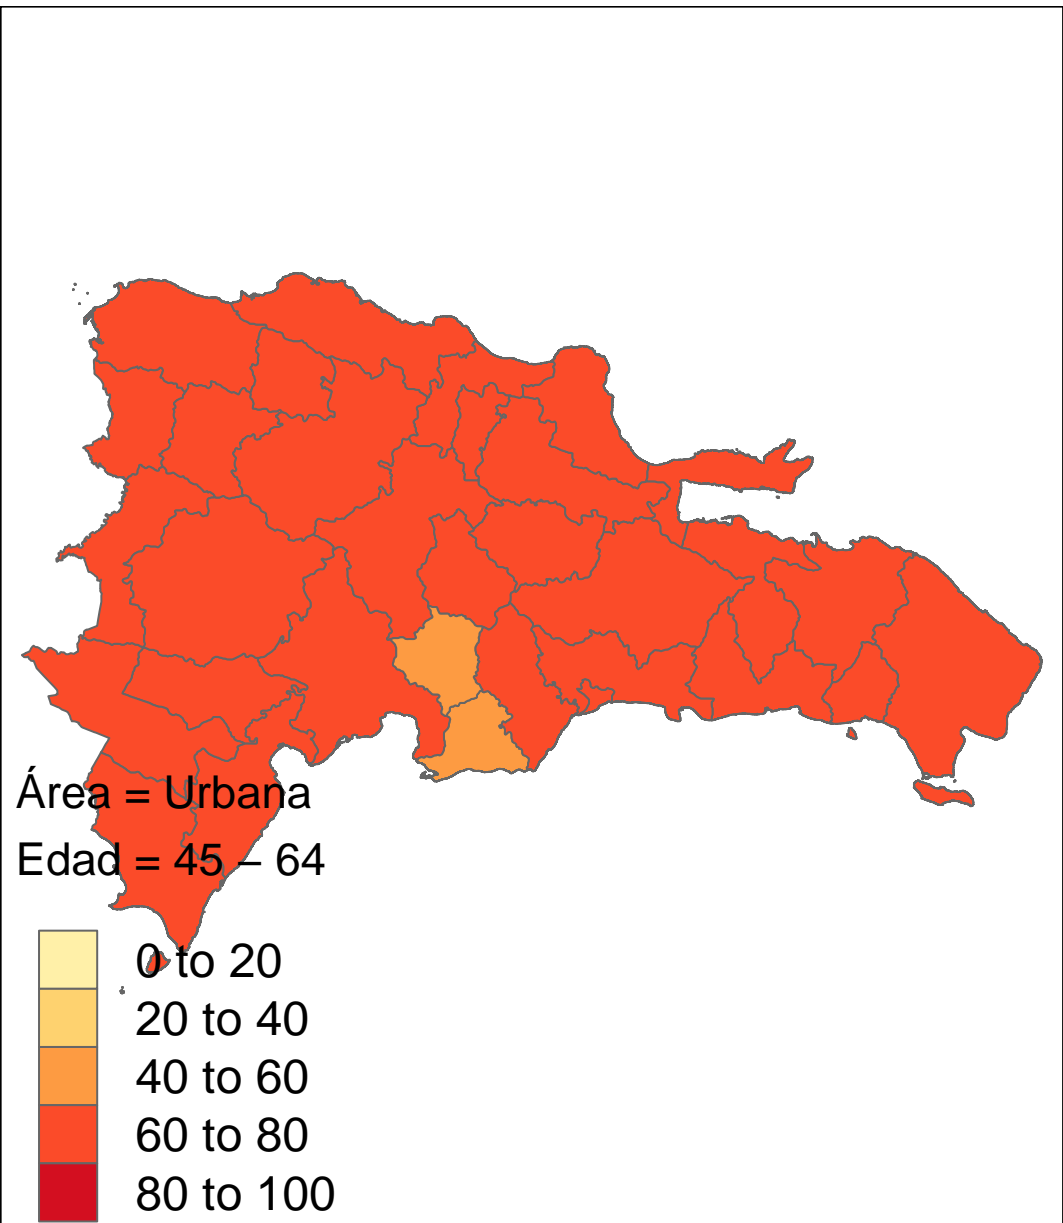 Área = Urbana
Edad = 45 – 64
0 to 20
20 to 40
40 to 60
60 to 80
80 to 100